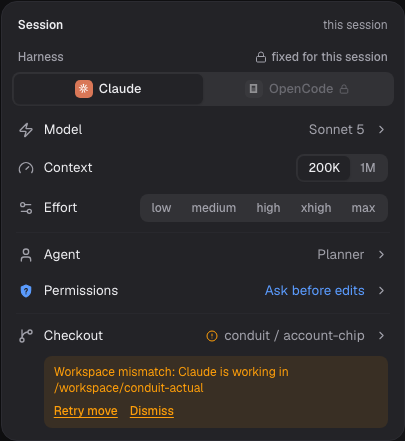 Session this session
Harness fixed for this session
Claude OpenCode
Model Sonnet 5
Context 200K 1M
Effort low medium high xhigh max
Agent Planner
Permissions Ask before edits
Checkout conduit / account-chip
Workspace mismatch: Claude is working in
/workspace/conduit-actual
Retry move Dismiss